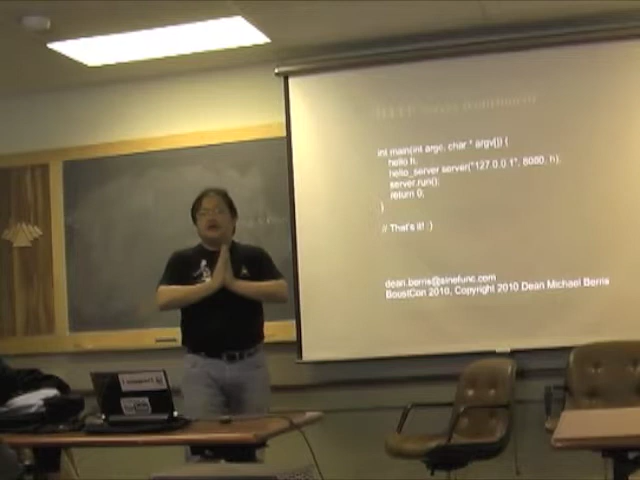 int main(int argc, char * argv[]) {
hello h;
hello_server server("127.0.0.1", 8080, h);
server.run();
return 0;
}
// That's it! :)
dean.berris@sinefunc.com
BoostCon 2010, Copyright 2010 Dean Michael Berris